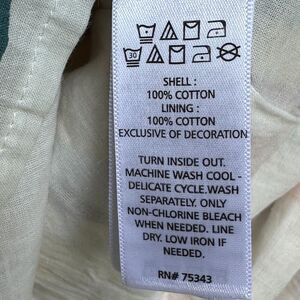 30
SHELL :
100% COTTON
LINING :
100% COTTON
EXCLUSIVE OF DECORATION
TURN INSIDE OUT.
MACHINE WASH COOL -
DELICATE CYCLE.WASH
SEPARATELY. ONLY
NON-CHLORINE BLEACH
WHEN NEEDED. LINE
DRY. LOW IRON IF
NEEDED.
RN# 75343